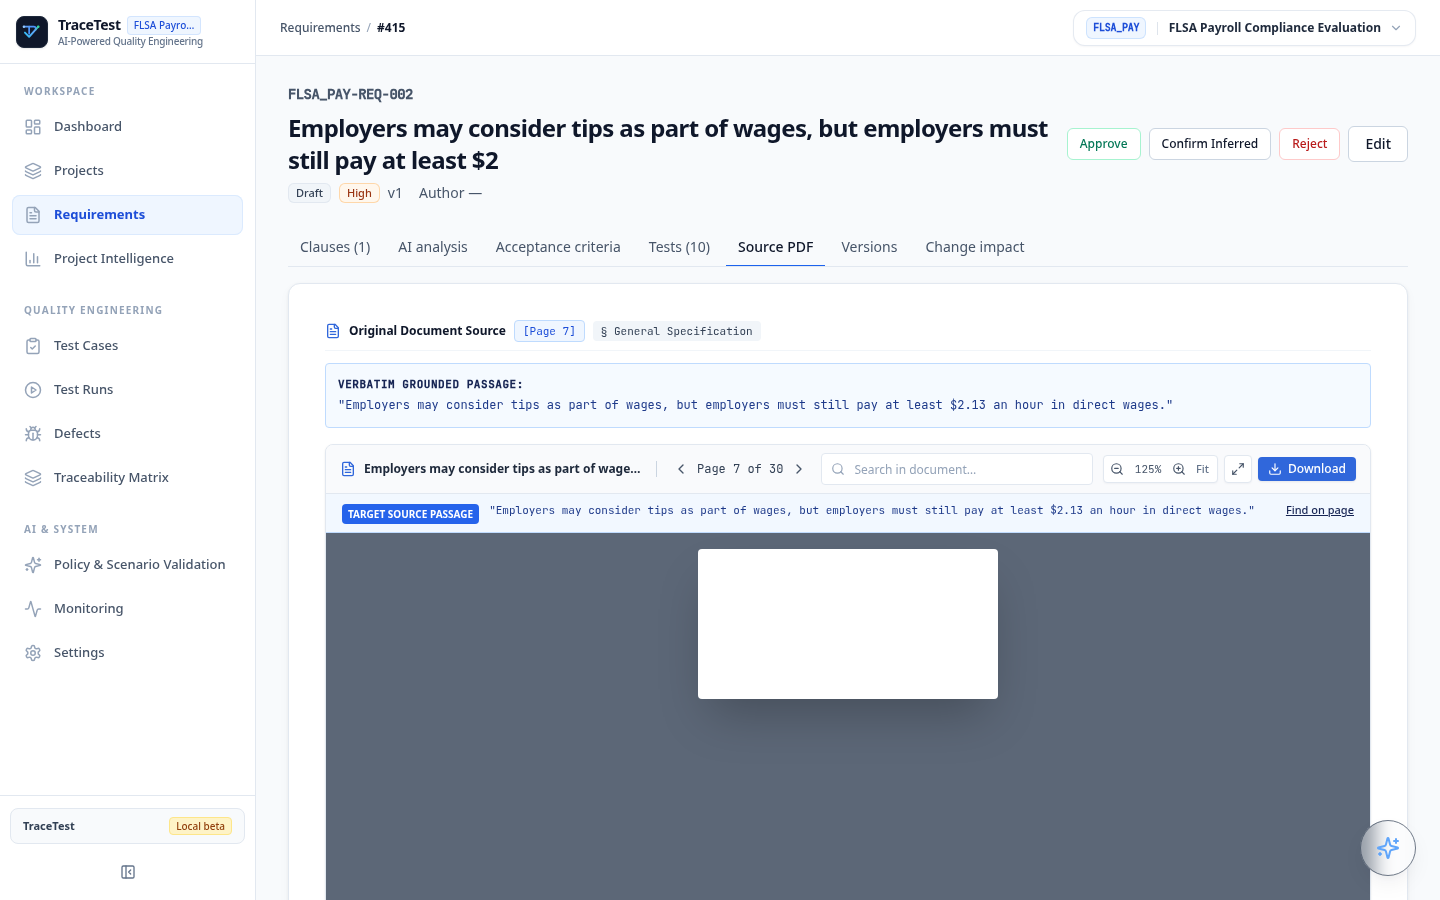 TraceTest
FLSA Payro...
AI-Powered Quality Engineering
WORKSPACE
Dashboard
Projects
Requirements
Project Intelligence
QUALITY ENGINEERING
Test Cases
Test Runs
Defects
Traceability Matrix
AI & SYSTEM
Policy & Scenario Validation
Monitoring
Settings
TraceTest
Local beta
Requirements / #415
FLSA_PAY
FLSA Payroll Compliance Evaluation
FLSA_PAY-REQ-002
Employers may consider tips as part of wages, but employers must
still pay at least $2
Approve
Confirm Inferred
Reject
Edit
Draft High v1 Author —
Clauses (1) AI analysis Acceptance criteria Tests (10) Source PDF Versions Change impact
Original Document Source [Page 7] § General Specification
VERBATIM GROUNDED PASSAGE:
"Employers may consider tips as part of wages, but employers must still pay at least $2.13 an hour in direct wages."
Employers may consider tips as part of wage... Page 7 of 30 Search in document... 125% Fit Download
TARGET SOURCE PASSAGE "Employers may consider tips as part of wages, but employers must still pay at least $2.13 an hour in direct wages." Find on page